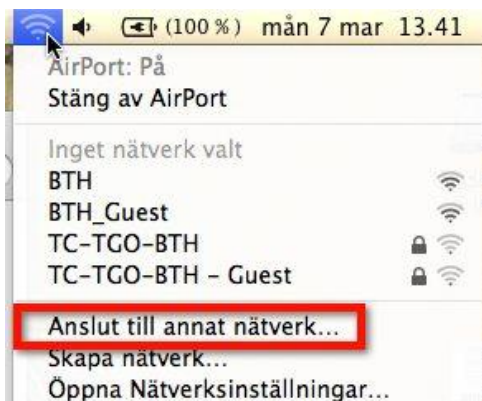 (100 %) mån 7 mar 13.41
AirPort: På
Stäng av AirPort
Inget nätverk valt
BTH
BTH_Guest
TC-TGO-BTH
TC-TGO-BTH – Guest
Anslut till annat nätverk...
Skapa nätverk...
Öppna Nätverksinställningar...